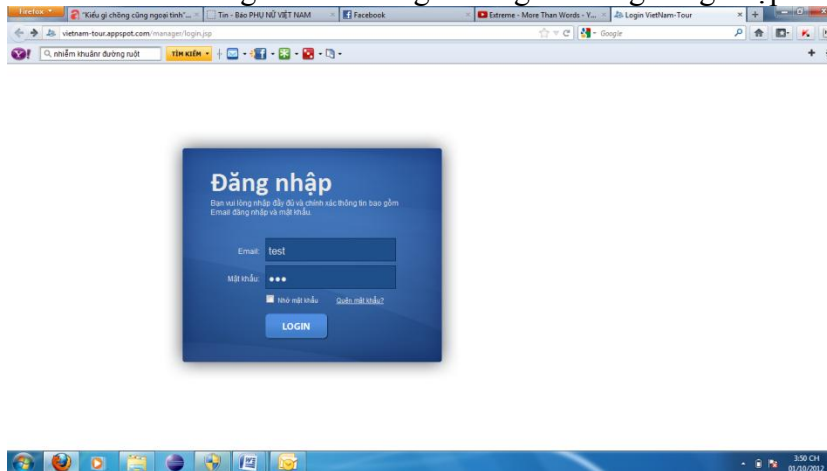 Firefox
"Kiểu gì chồng cũng ngoại tình"...
Tin - Báo PHỤ NỮ VIỆT NAM
Facebook
Extreme - More Than Words - Y...
Login VietNam-Tour
vietnam-tour.appspot.com/manager/login.jsp
Google
nhiễm khuẩnr đường ruột
TÌM KIẾM
Đăng nhập
Bạn vui lòng nhập đầy đủ và chính xác thông tin bao gồm
Email đăng nhập và mật khẩu.
Email: test
Mật khẩu: •••
Nhớ mật khẩu Quên mật khẩu?
LOGIN
3:50 CH
01/10/2012